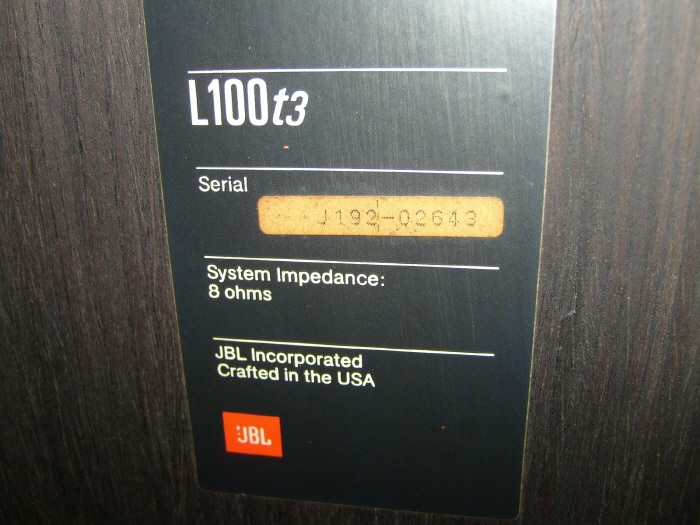 L100t3
Serial
J192-02643
System Impedance:
8 ohms
JBL Incorporated
Crafted in the USA
JBL